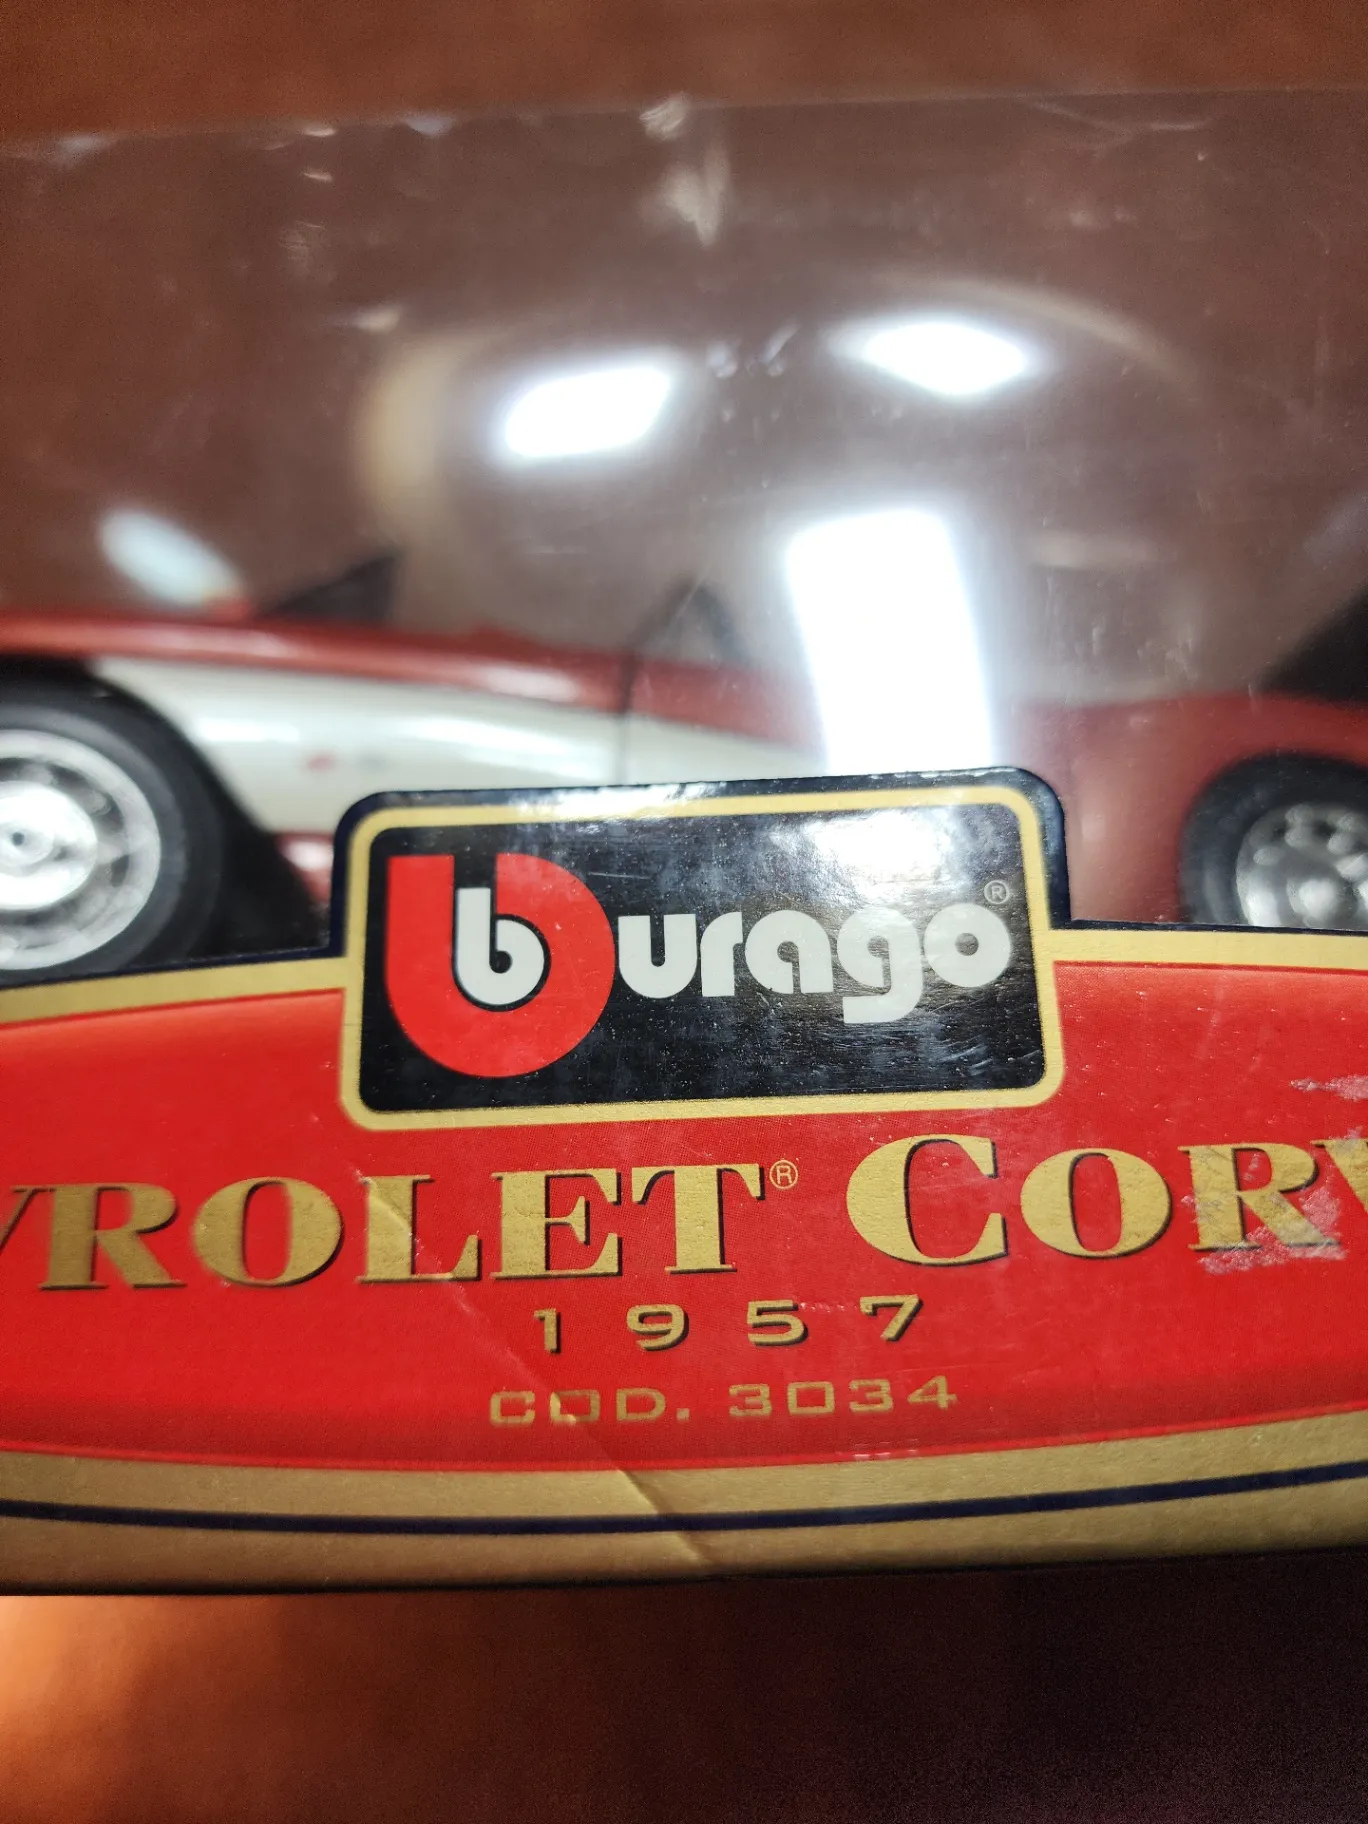 burago®
VROLET® CORV
1957
COD. 3034